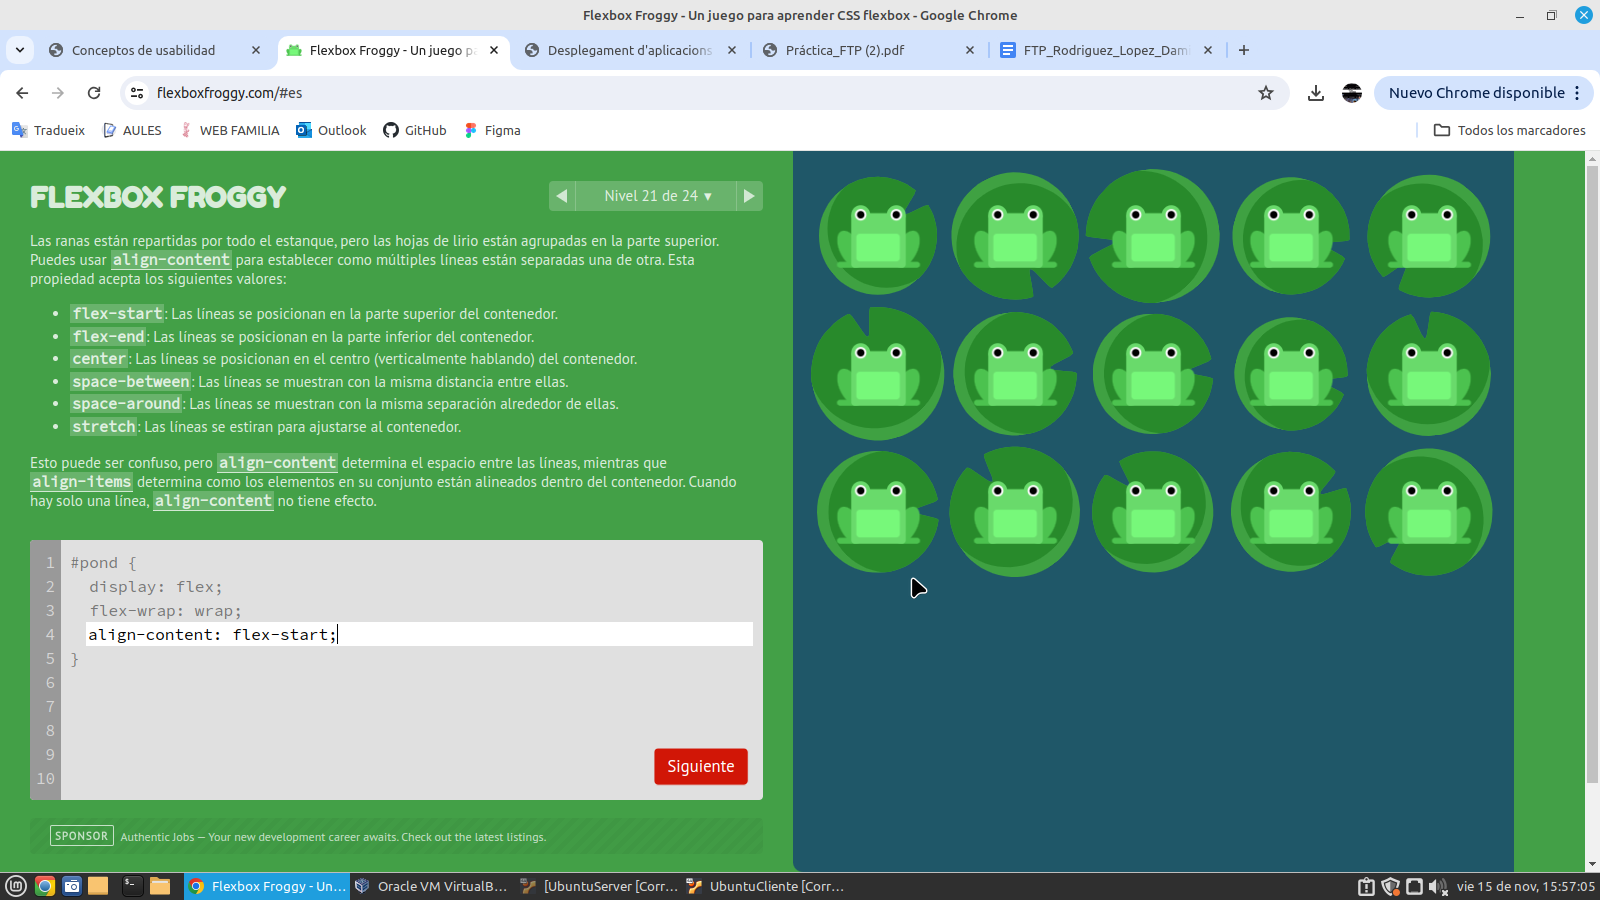 Flexbox Froggy - Un juego para aprender CSS flexbox - Google Chrome
Conceptos de usabilidad
Flexbox Froggy - Un juego pa
Desplegament d'aplicacions
Práctica_FTP (2).pdf
FTP_Rodriguez_Lopez_Dam
flexboxfroggy.com/#es
Nuevo Chrome disponible
Tradueix
AULES
WEB FAMILIA
Outlook
GitHub
Figma
Todos los marcadores
FLEXBOX FROGGY
Nivel 21 de 24 ▾
Las ranas están repartidas por todo el estanque, pero las hojas de lirio están agrupadas en la parte superior.
Puedes usar align-content para establecer como múltiples líneas están separadas una de otra. Esta
propiedad acepta los siguientes valores:
• flex-start: Las líneas se posicionan en la parte superior del contenedor.
• flex-end: Las líneas se posicionan en la parte inferior del contenedor.
• center: Las líneas se posicionan en el centro (verticalmente hablando) del contenedor.
• space-between: Las líneas se muestran con la misma distancia entre ellas.
• space-around: Las líneas se muestran con la misma separación alrededor de ellas.
• stretch: Las líneas se estiran para ajustarse al contenedor.
Esto puede ser confuso, pero align-content determina el espacio entre las líneas, mientras que
align-items determina como los elementos en su conjunto están alineados dentro del contenedor. Cuando
hay solo una línea, align-content no tiene efecto.
1 #pond {
2 display: flex;
3 flex-wrap: wrap;
4 align-content: flex-start;
5 }
6
7
8
9
10
Siguiente
SPONSOR Authentic Jobs — Your new development career awaits. Check out the latest listings.
Flexbox Froggy - Un...
Oracle VM VirtualB...
[UbuntuServer [Corr...
UbuntuCliente [Corr...
vie 15 de nov, 15:57:05